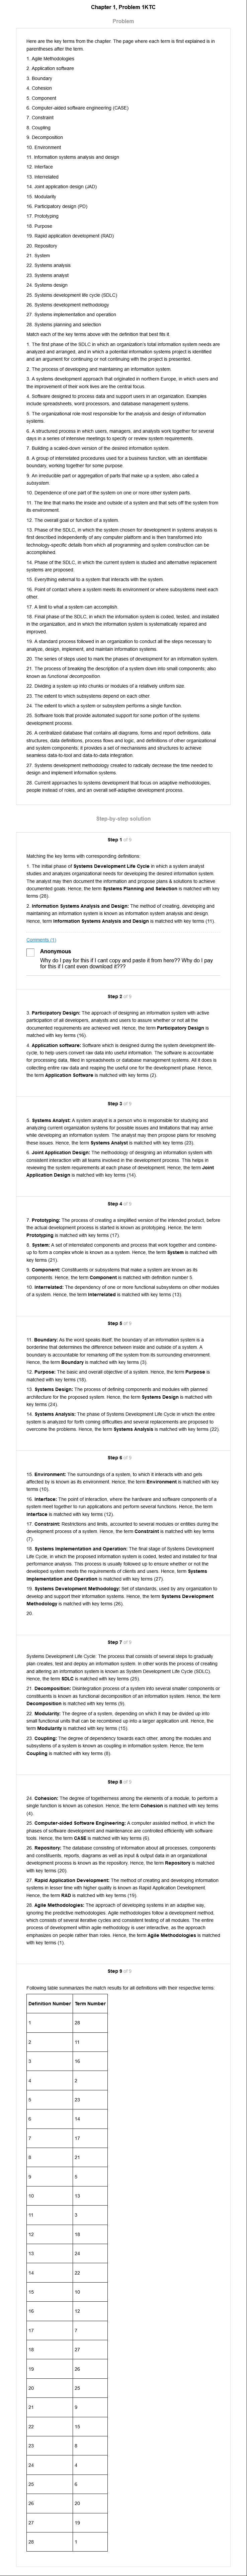 Chapter 1, Problem 1KTC
Problem
Here are the key terms from the chapter. The page where each term is first explained is in
parentheses after the term.
1. Agile Methodologies
2. Application software
3. Boundary
4. Cohesion
5. Component
6. Computer-aided software engineering (CASE)
7. Constraint
8. Coupling
9. Decomposition
10. Environment
11. Information systems analysis and design
12. Interface
13. Interrelated
14. Joint application design (JAD)
15. Modularity
16. Participatory design (PD)
17. Prototyping
18. Purpose
19. Rapid application development (RAD)
20. Repository
21. System
22. Systems analysis
23. Systems analyst
24. Systems design
25. Systems development life cycle (SDLC)
26. Systems development methodology
27. Systems implementation and operation
28. Systems planning and selection
Match each of the key terms above with the definition that best fits it.
1. The first phase of the SDLC in which an organization's total information system needs are
analyzed and arranged, and in which a potential information systems project is identified
and an argument for continuing or not continuing with the project is presented.
2. The process of developing and maintaining an information system.
3. A systems development approach that originated in northern Europe, in which users and
the improvement of their work lives are the central focus.
4. Software designed to process data and support users in an organization. Examples
include spreadsheets, word processors, and database management systems.
5. The organizational role most responsible for the analysis and design of information
systems.
6. A structured process in which users, managers, and analysts work together for several
days in a series of intensive meetings to specify or review system requirements.
7. Building a scaled-down version of the desired information system.
8. A group of interrelated procedures used for a business function, with an identifiable
boundary, working together for some purpose.
9. An irreducible part or aggregation of parts that make up a system, also called a
subsystem.
10. Dependence of one part of the system on one or more other system parts.
11. The line that marks the inside and outside of a system and that sets off the system from
its environment.
12. The overall goal or function of a system.
13. Phase of the SDLC, in which the system chosen for development in systems analysis is
first described independently of any computer platform and is then transformed into
technology-specific details from which all programming and system construction can be
accomplished.
14. Phase of the SDLC, in which the current system is studied and alternative replacement
systems are proposed.
15. Everything external to a system that interacts with the system.
16. Point of contact where a system meets its environment or where subsystems meet each
other.
17. A limit to what a system can accomplish.
18. Final phase of the SDLC, in which the information system is coded, tested, and installed
in the organization, and in which the information system is systematically repaired and
improved.
19. A standard process followed in an organization to conduct all the steps necessary to
analyze, design, implement, and maintain information systems.
20. The series of steps used to mark the phases of development for an information system.
21. The process of breaking the description of a system down into small components; also
known as functional decomposition.
22. Dividing a system up into chunks or modules of a relatively uniform size.
23. The extent to which subsystems depend on each other.
24. The extent to which a system or subsystem performs a single function.
25. Software tools that provide automated support for some portion of the systems
development process.
26. A centralized database that contains all diagrams, forms and report definitions, data
structures, data definitions, process flows and logic, and definitions of other organizational
and system components; it provides a set of mechanisms and structures to achieve
seamless data-to-tool and data-to-data integration.
27. Systems development methodology created to radically decrease the time needed to
design and implement information systems.
28. Current approaches to systems development that focus on adaptive methodologies,
people instead of roles, and an overall self-adaptive development process.
Step-by-step solution
Step 1 of 9
Matching the key terms with corresponding definitions:
1. The initial phase of Systems Development Life Cycle in which a system analyst
studies and analyzes organizational needs for developing the desired information system.
The analyst may then document the information and propose plans & solutions to achieve
documented goals. Hence, the term Systems Planning and Selection is matched with key
terms (28).
2. Information Systems Analysis and Design: The method of creating, developing and
maintaining an information system is known as information system analysis and design.
Hence, term Information Systems Analysis and Design is matched with key terms (11).
Comments (1)
Anonymous
Why do I pay for this if I cant copy and paste it from here?? Why do I pay
for this if I cant even download it???
Step 2 of 9
3. Participatory Design: The approach of designing an information system with active
participation of all developers, analysts and users to assure whether or not all the
documented requirements are achieved well. Hence, the term Participatory Design is
matched with key terms (16).
4. Application software: Software which is designed during the system development life-
cycle, to help users convert raw data into useful information. The software is accountable
for processing data, filled in spreadsheets or database management systems. All it does is
collecting entire raw data and reaping the useful one for the development phase. Hence,
the term Application Software is matched with key terms (2).
Step 3 of 9
5. Systems Analyst: A system analyst is a person who is responsible for studying and
analyzing current organization systems for possible issues and limitations that may arrive
while developing an information system. The analyst may then propose plans for resolving
these issues. Hence, the term Systems Analyst is matched with key terms (23).
6. Joint Application Design: The methodology of designing an information system with
consistent interaction with all teams involved in the development process. This helps in
reviewing the system requirements at each phase of development. Hence, the term Joint
Application Design is matched with key terms (14).
Step 4 of 9
7. Prototyping: The process of creating a simplified version of the intended product, before
the actual development process is started is known as prototyping. Hence, the term
Prototyping is matched with key terms (17).
8. System: A set of interrelated components and process that work together and combine-
up to form a complete whole is known as system. Hence, the term System is matched with
key terms (21).
9. Component: Constituents or subsystems that make a system are known as its
components. Hence, the term Component is matched with definition number 5.
10. Interrelated: The dependency of one or more functional subsystems on other modules
of a system. Hence, the term Interrelated is matched with key terms (13).
Step 5 of 9
11. Boundary: As the word speaks itself; the boundary of an information system is a
borderline that determines the difference between inside and outside of a system. A
boundary is accountable for remarking off the system from its surrounding environment.
Hence, the term Boundary is matched with key terms (3).
12. Purpose: The basic and overall objective of a system. Hence, the term Purpose is
matched with key terms (18).
13. Systems Design: The process of defining components and modules with planned
architecture for the proposed system. Hence, the term Systems Design is matched with
key terms (24).
14. Systems Analysis: The phase of Systems Development Life Cycle in which the entire
system is analyzed for forth coming difficulties and several replacements are proposed to
overcome the problems. Hence, the term Systems Analysis is matched with key terms (22).
Step 6 of 9
15. Environment: The surroundings of a system, to which it interacts with and gets
affected by is known as its environment. Hence, the term Environment is matched with key
terms (10).
16. Interface: The point of interaction, where the hardware and software components of a
system meet together to run applications and perform several functions. Hence, the term
Interface is matched with key terms (12).
17. Constraint: Restrictions and limits, accounted to several modules or entities during the
development process of a system. Hence, the term Constraint is matched with key terms
(7).
18. Systems Implementation and Operation: The final stage of Systems Development
Life Cycle, in which the proposed information system is coded, tested and installed for final
performance analysis. This process is usually followed up to ensure whether or not the
developed system meets the requirements of clients and users. Hence, term Systems
Implementation and Operation is matched with key terms (27).
19. Systems Development Methodology: Set of standards, used by any organization to
develop and support their information systems. Hence, the term Systems Development
Methodology is matched with key terms (26).
20.
Step 7 of 9
Systems Development Life Cycle: The process that consists of several steps to gradually
plan, creates, test and deploy an information system, in other words the process of creating
and altering an information system is known as System Development Life Cycle (SDLC).
Hence, the term SDLC is matched with key terms (25).
21. Decomposition: Disintegration process of a system into several smaller components or
constituents is known as functional decomposition of an information system. Hence, the term
Decomposition is matched with key terms (9).
22. Modularity: The degree of a system, depending on which it may be divided up into
small functional units that can be recombined up into a larger application unit. Hence, the
term Modularity is matched with key terms (15).
23. Coupling: The degree of dependency towards each other, among the modules and
subsystems of a system is known as coupling in information system. Hence, the term
Coupling is matched with key terms (8).
Step 8 of 9
24. Cohesion: The degree of togetherness among the elements of a module, to perform a
single function is known as cohesion. Hence, the term Cohesion is matched with key terms
(4).
25. Computer-aided Software Engineering: A computer assisted method, in which the
phases of software development and maintenance are controlled efficiently with software
tools. Hence, the term CASE is matched with key terms (6).
26. Repository: The database consisting of information about all processes, components
and constituents, reports, diagrams as well as input & output data in an organizational
development process is known as the repository. Hence, the term Repository is matched
with key terms (20).
27. Rapid Application Development: The method of creating and developing information
systems in lesser time with higher quality is known as Rapid Application Development.
Hence, the term RAD is matched with key terms (19).
28. Agile Methodologies: The approach of developing systems in an adaptive way,
ignoring the predictive methodologies. Agile methodologies follow a development method,
which consists of several iterative cycles and consistent testing of all modules. The entire
process of development within agile methodology is user interactive, as the approach
emphasizes on people rather than roles. Hence, the term Agile Methodologies is matched
with key terms (1).
Step 9 of 9
Following table summarizes the match results for all definitions with their respective terms:
Definition Number Term Number
1 28
2 11
3 16
4 2
5 23
6 14
7 17
8 21
9 5
10 13
11 3
12 18
13 24
14 22
15 10
16 12
17 7
18 27
19 26
20 25
21 9
22 15
23 8
24 4
25 6
26 20
27 19
28 1